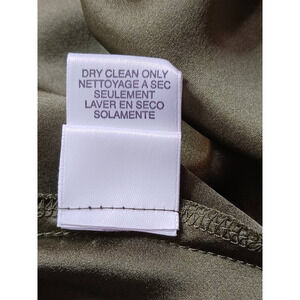 DRY CLEAN ONLY
NETTOYAGE A SEC
SEULEMENT
LAVER EN SECO
SOLAMENTE